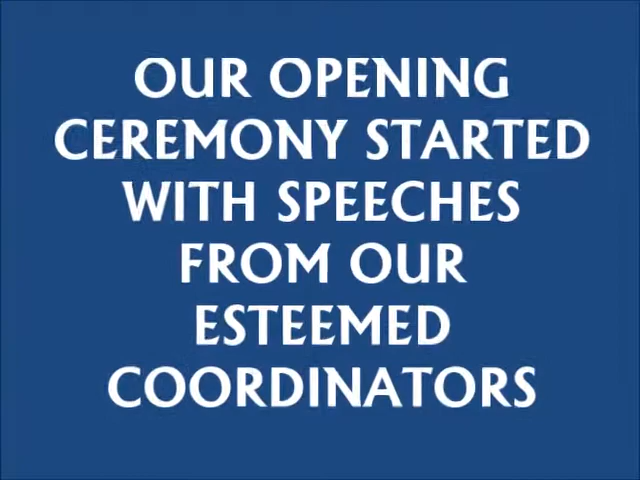 OUR OPENING
CEREMONY STARTED
WITH SPEECHES
FROM OUR
ESTEEMED
COORDINATORS